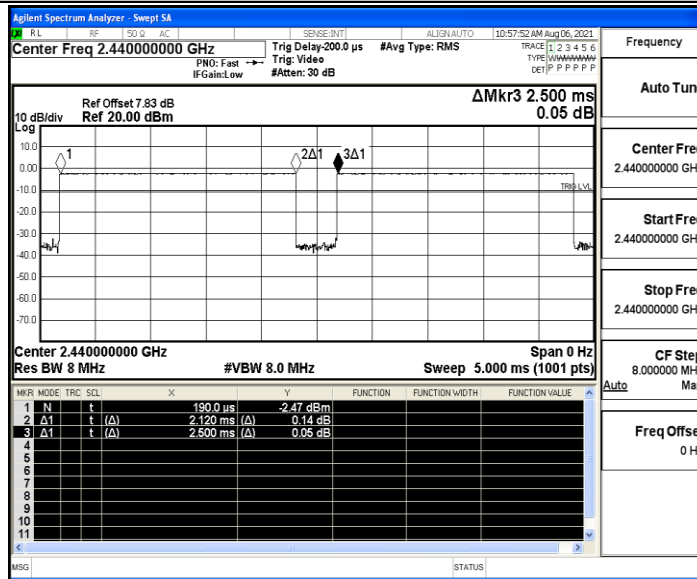 Agilent Spectrum Analyzer - Swept SA
RL RF 50 Ω AC SENSE:INT ALIGN AUTO 10:57:52 AM Aug 06, 2021
Center Freq 2.440000000 GHz
PNO: Fast
IFGain:Low
Trig Delay-200.0 µs
Trig: Video
#Atten: 30 dB
#Avg Type: RMS
TRACE 1 2 3 4 5 6
TYPE
DET P P P P P P
Ref Offset 7.83 dB
10 dB/div Ref 20.00 dBm
Log
ΔMkr3 2.500 ms
0.05 dB
10.0
0.00
-10.0
-20.0
-30.0
-40.0
-50.0
-60.0
-70.0
1
2Δ1
3Δ1
TRIG LVL
Center 2.440000000 GHz Span 0 Hz
Res BW 8 MHz #VBW 8.0 MHz Sweep 5.000 ms (1001 pts)
MKR MODE TRC SCL X Y FUNCTION FUNCTION WIDTH FUNCTION VALUE
1 N t 190.0 µs -2.47 dBm
2 Δ1 t (Δ) 2.120 ms (Δ) 0.14 dB
3 Δ1 t (Δ) 2.500 ms (Δ) 0.05 dB
4
5
6
7
8
9
10
11
MSG STATUS
Frequency
Auto Tun
Center Fre
2.440000000 GH
Start Fre
2.440000000 GH
Stop Fre
2.440000000 GH
CF Step
8.000000 MH
Auto Ma
Freq Offse
0 H